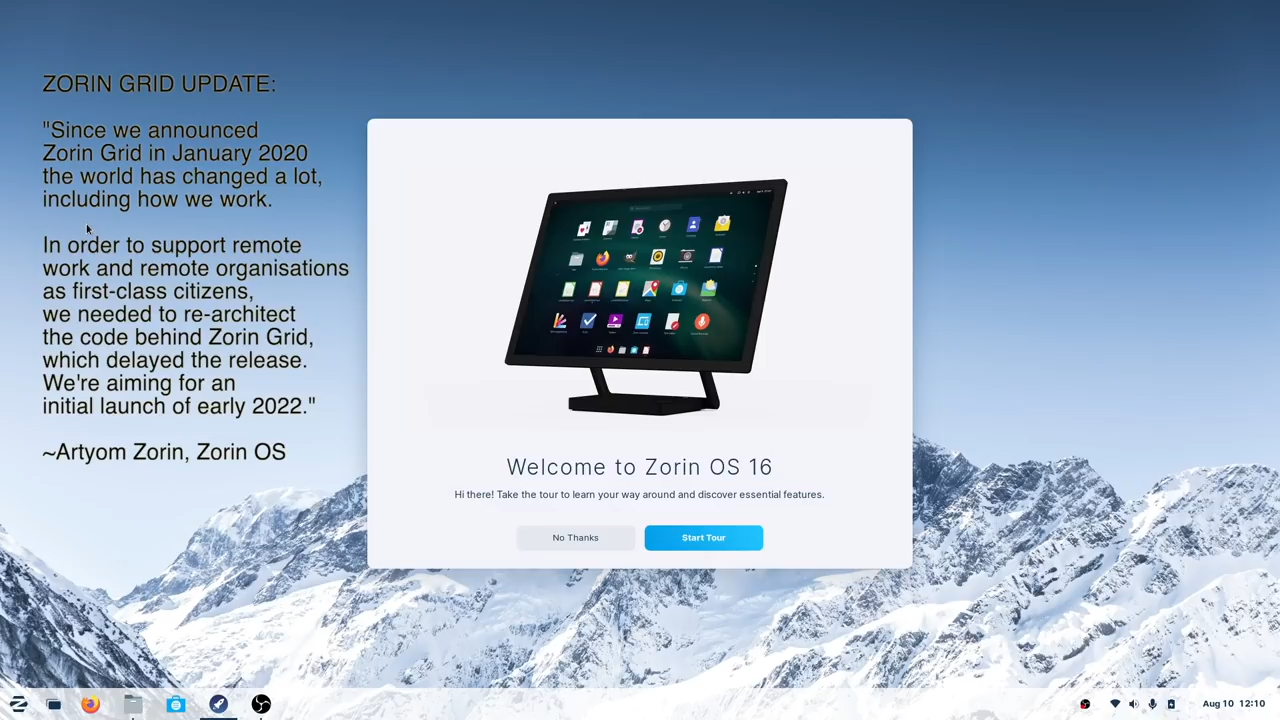 ZORIN GRID UPDATE:
"Since we announced
Zorin Grid in January 2020
the world has changed a lot,
including how we work.
In order to support remote
work and remote organisations
as first-class citizens,
we needed to re-architect
the code behind Zorin Grid,
which delayed the release.
We're aiming for an
initial launch of early 2022."
~Artyom Zorin, Zorin OS
Welcome to Zorin OS 16
Hi there! Take the tour to learn your way around and discover essential features.
No Thanks
Start Tour
Aug 10 12:10